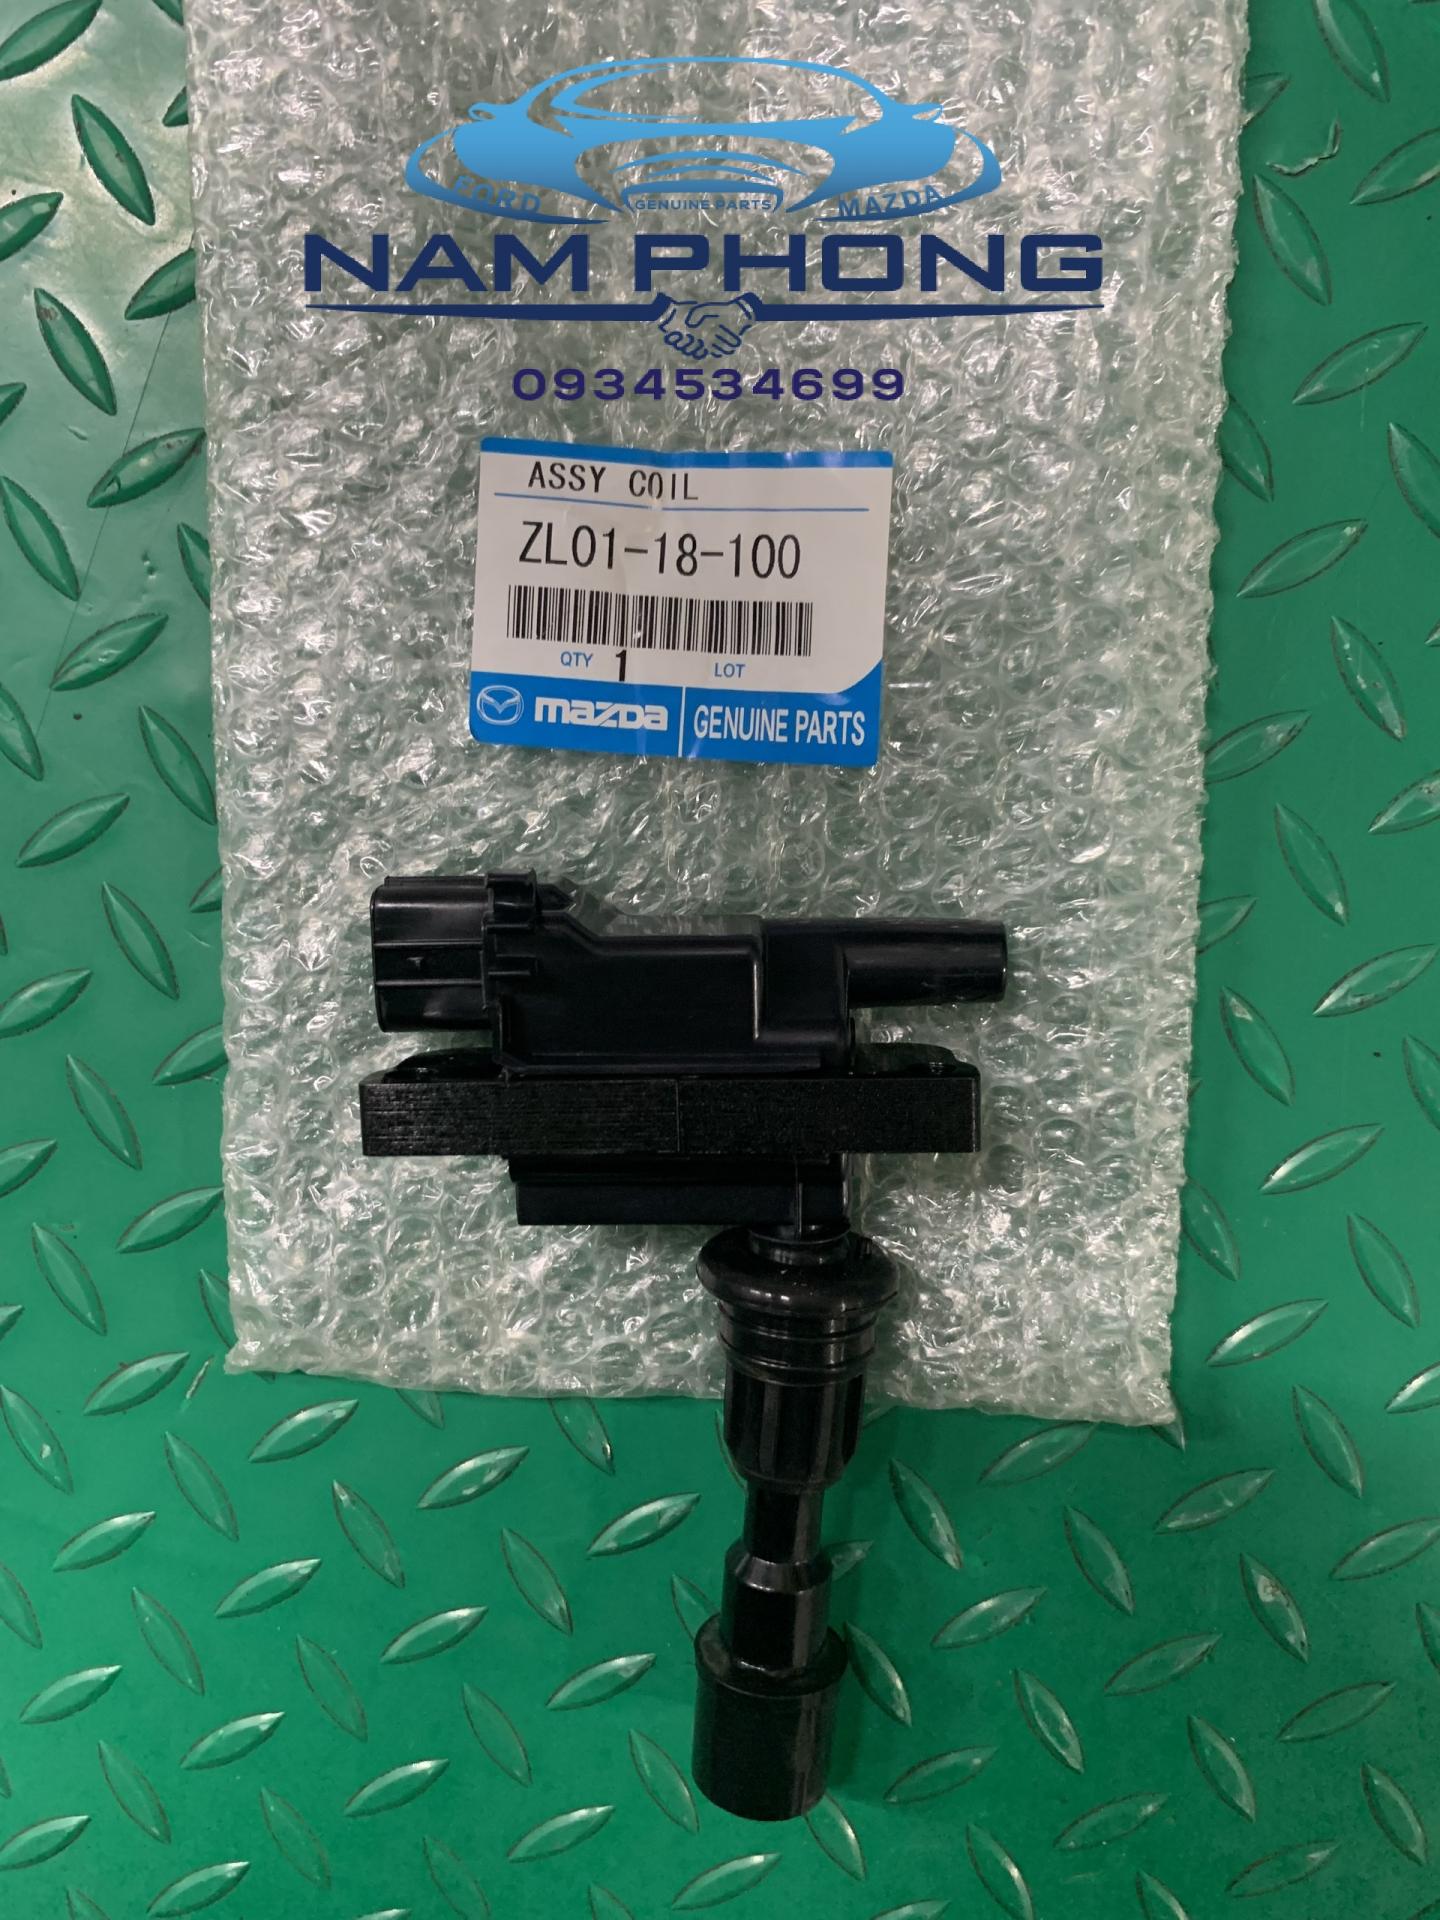 FORD GENUINE PARTS MAZDA
NAM PHONG
0934534699
ASSY COIL
ZL01-18-100
QTY 1 LOT
mazda GENUINE PARTS